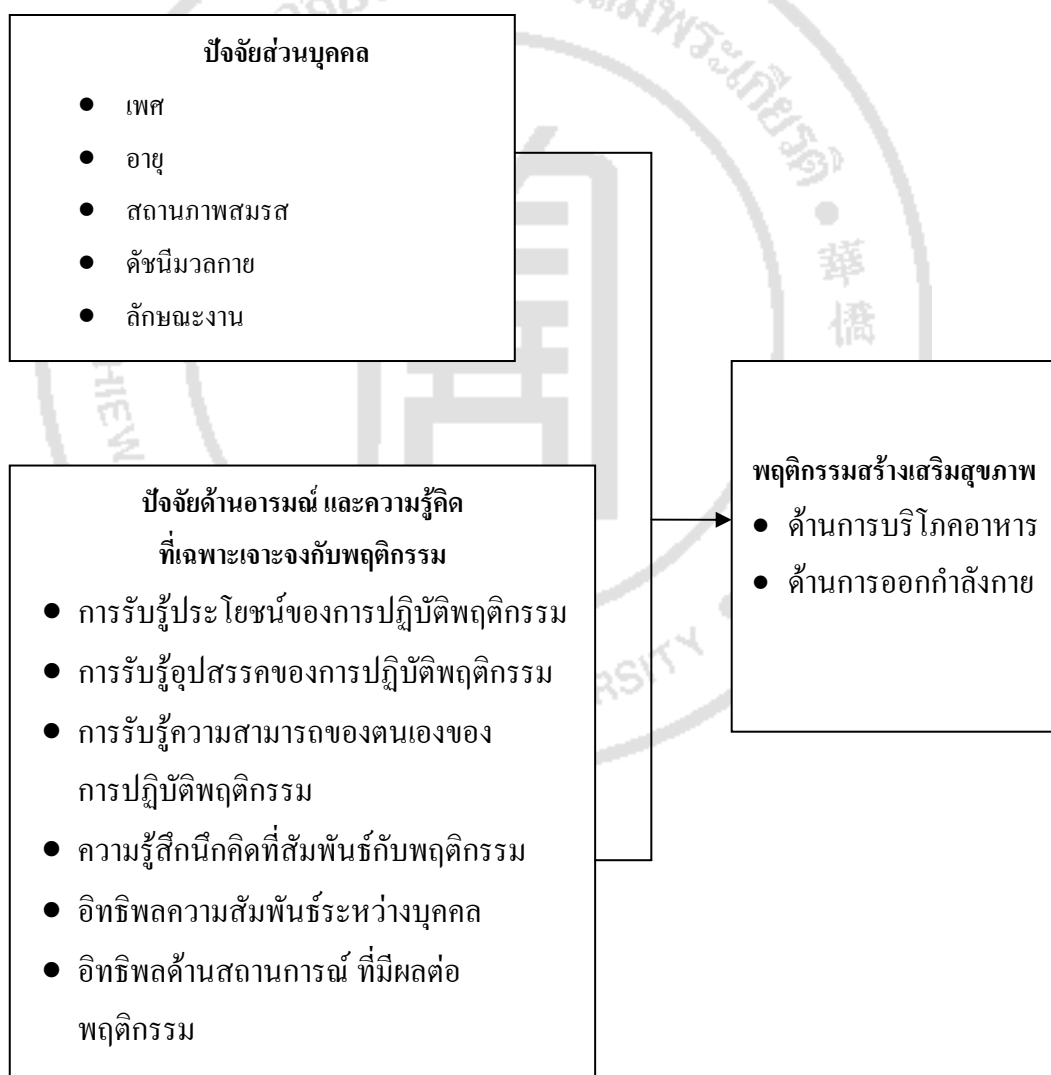 ปัจจัยส่วนบุคคล
● เพศ
● อายุ
● สถานภาพสมรส
● ดัชนีมวลกาย
● ลักษณะงาน
ปัจจัยด้านอารมณ์ และความรู้คิด
ที่เฉพาะเจาะจงกับพฤติกรรม
● การรับรู้ประโยชน์ของการปฏิบัติพฤติกรรม
● การรับรู้อุปสรรคของการปฏิบัติพฤติกรรม
● การรับรู้ความสามารถของตนเองของ
การปฏิบัติพฤติกรรม
● ความรู้สึกนึกคิดที่สัมพันธ์กับพฤติกรรม
● อิทธิพลความสัมพันธ์ระหว่างบุคคล
● อิทธิพลด้านสถานการณ์ ที่มีผลต่อ
พฤติกรรม
พฤติกรรมสร้างเสริมสุขภาพ
● ด้านการบริโภคอาหาร
● ด้านการออกกำลังกาย
華僑